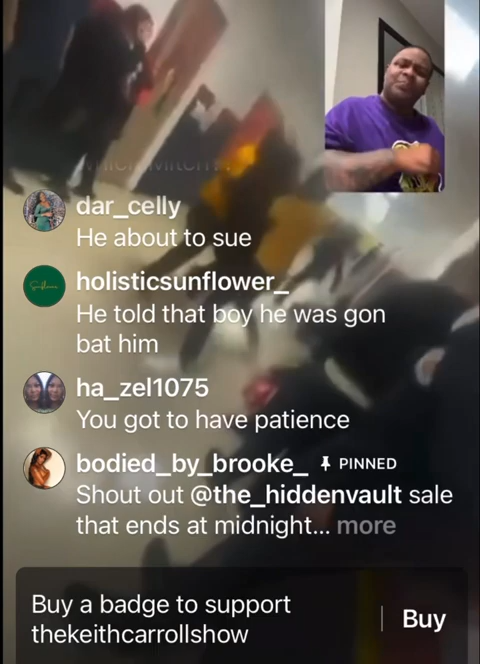 dar_celly
He about to sue
holisticsunflower_
He told that boy he was gon
bat him
ha_zel1075
You got to have patience
bodied_by_brooke_ PINNED
Shout out @the_hiddenvault sale
that ends at midnight... more
Buy a badge to support
thekeithcarrollshow
Buy